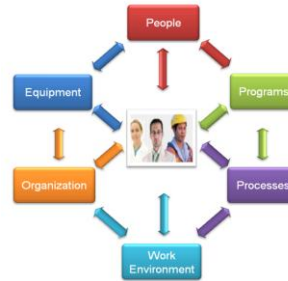 People
Equipment
Programs
Organization
Processes
Work
Environment